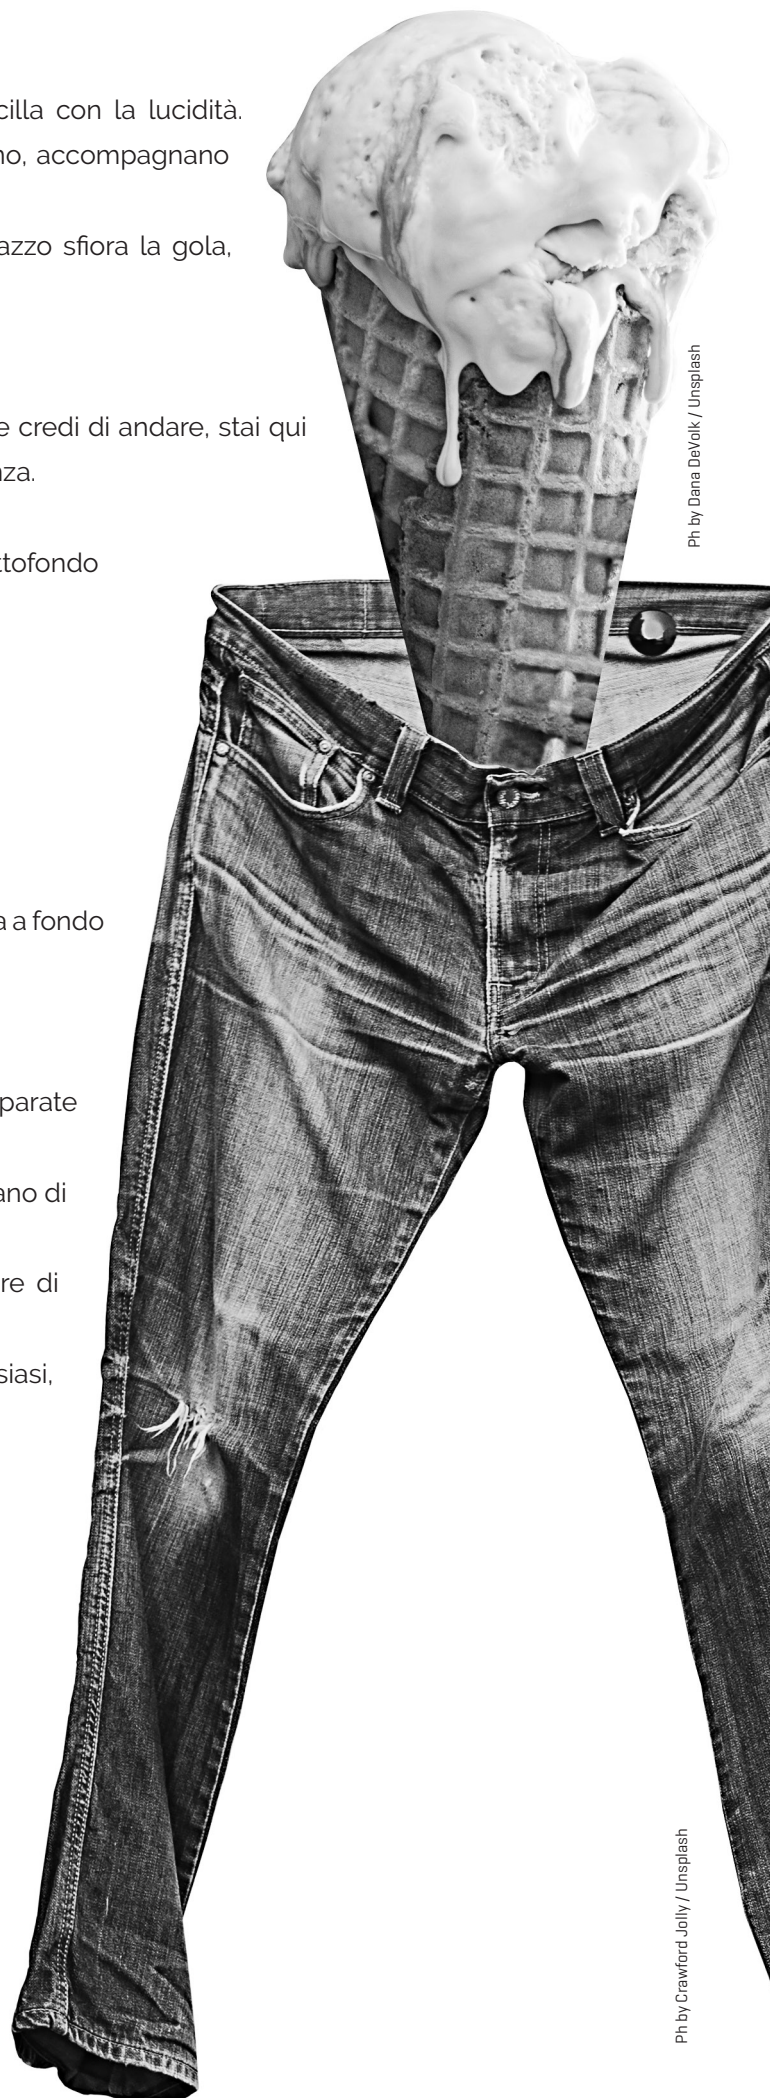 cilla con la lucidità.
no, accompagnano
azzo sfiora la gola,
e credi di andare, stai qui
nza.
ttofondo
a a fondo
parate
ano di
re di
siasi,
Ph by Dana DeVolk / Unsplash
Ph by Crawford Jolly / Unsplash